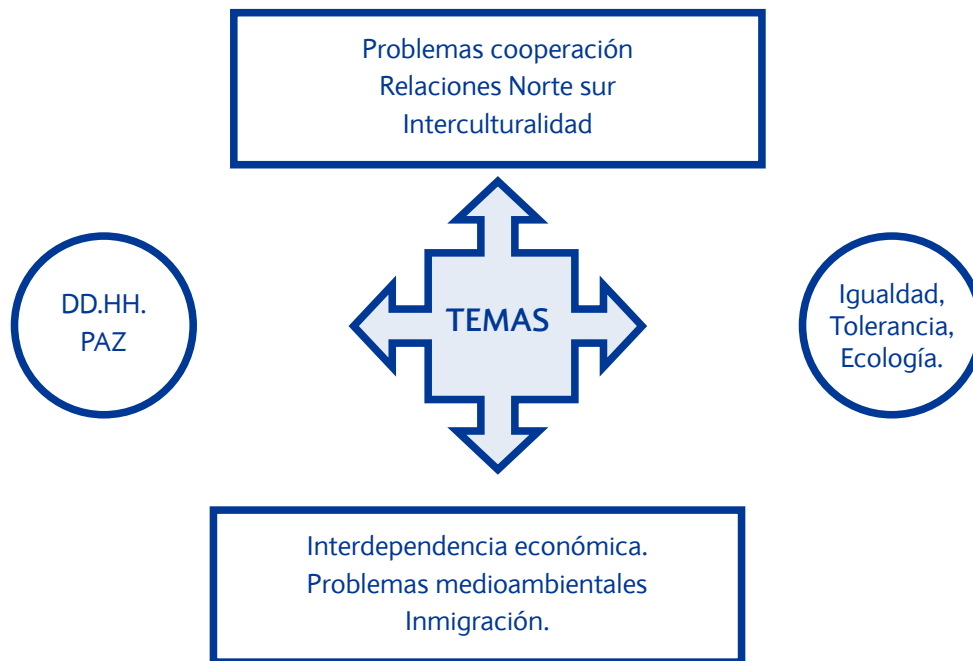 Problemas cooperación
Relaciones Norte sur
Interculturalidad
DD.HH.
PAZ
TEMAS
Igualdad,
Tolerancia,
Ecología.
Interdependencia económica.
Problemas medioambientales
Inmigración.